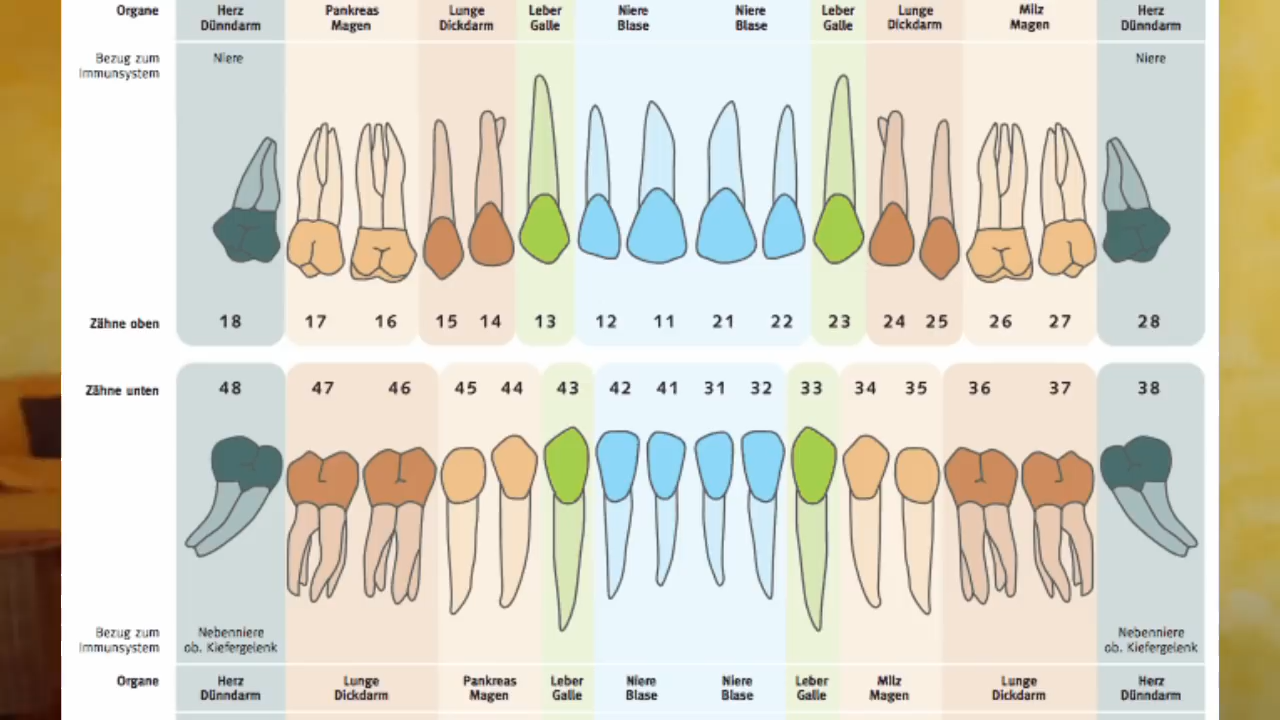 Organe Herz Pankreas Lunge Leber Niere Niere Leber Lunge Milz Herz
Dünndarm Magen Dickdarm Galle Blase Blase Galle Dickdarm Magen Dünndarm
Bezug zum Niere Niere
Immunsystem
Zähne oben 18 17 16 15 14 13 12 11 21 22 23 24 25 26 27 28
Zähne unten 48 47 46 45 44 43 42 41 31 32 33 34 35 36 37 38
Bezug zum Nebenniere Nebenniere
Immunsystem ob. Kiefergelenk ob. Kiefergelenk
Organe Herz Lunge Pankreas Leber Niere Niere Leber Milz Lunge Herz
Dünndarm Dickdarm Magen Galle Blase Blase Galle Magen Dickdarm Dünndarm